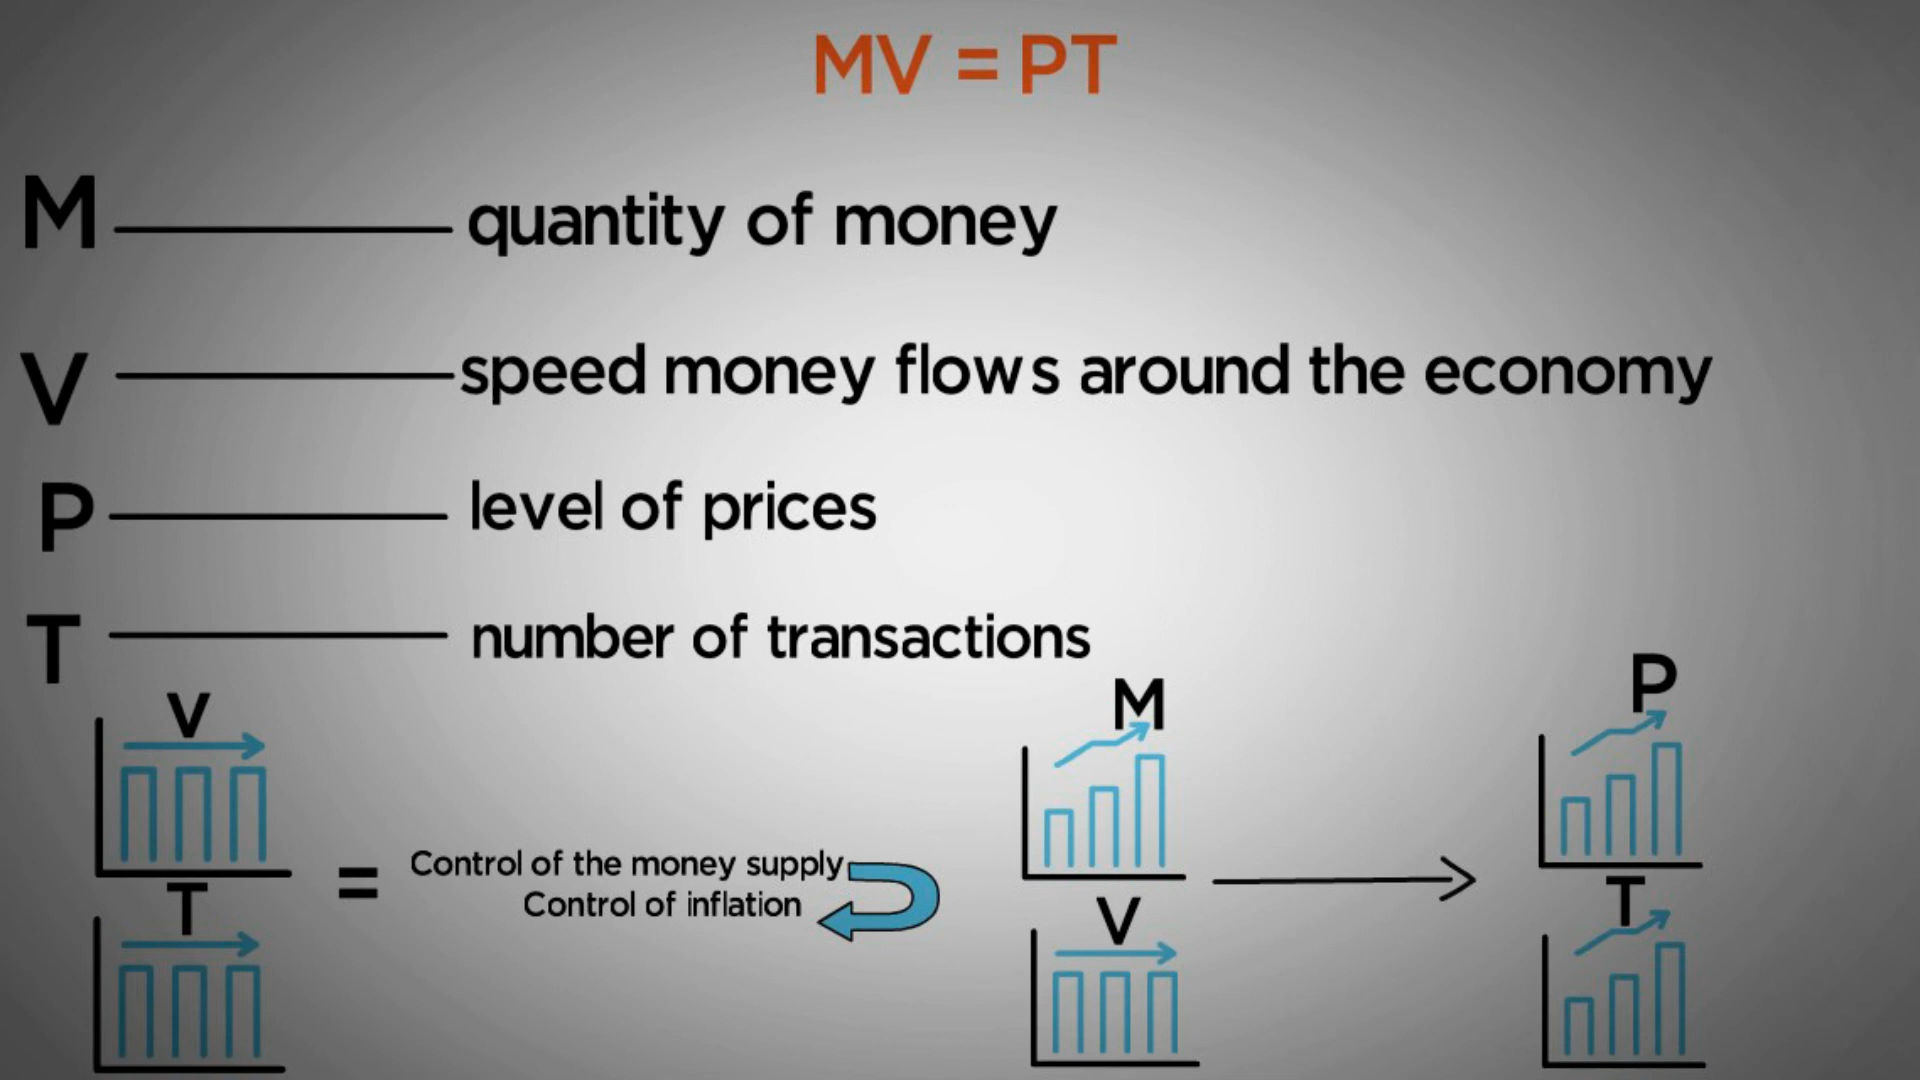 MV = PT
M quantity of money
V speed money flows around the economy
P level of prices
T number of transactions
V
T
=
Control of the money supply
Control of inflation
M
V
P
T